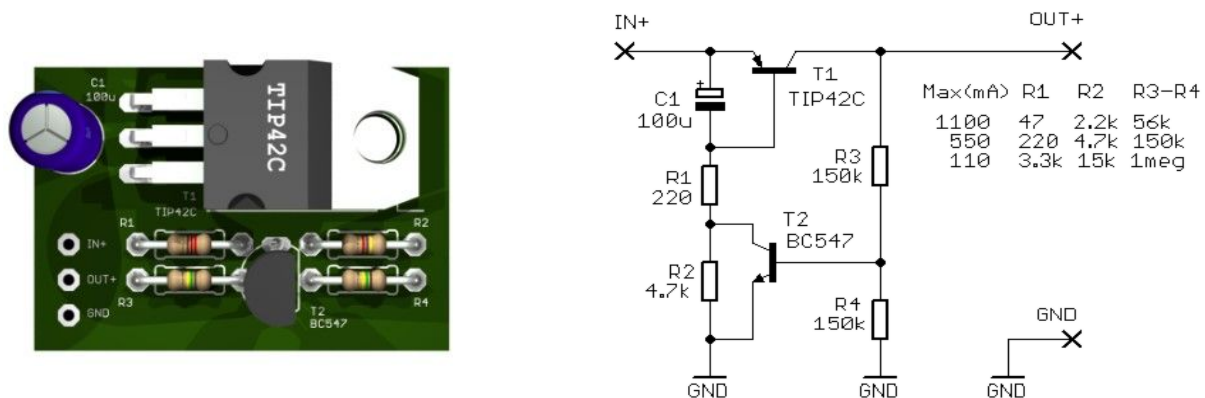 C1
100u
TIP42C
T1
TIP42C
R1
R2
IN+
OUT+
R3
R4
GND
T2
BC547
IN+
OUT+
T1
TIP42C
C1
100u
Max(mA) R1 R2 R3-R4
1100 47 2.2k 56k
550 220 4.7k 150k
110 3.3k 15k 1meg
R3
150k
R1
220
T2
BC547
R2
4.7k
R4
150k
GND
GND
GND
GND